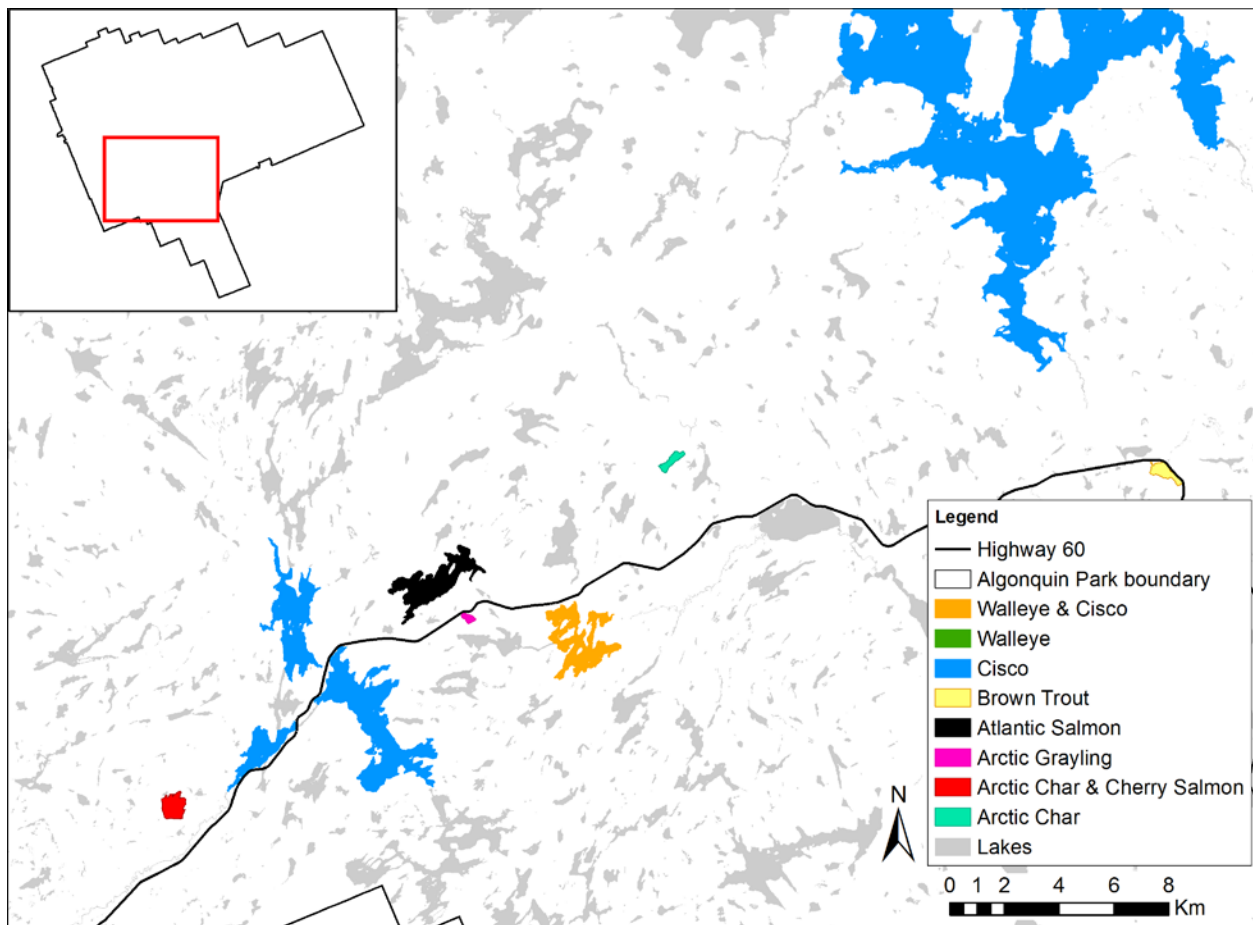 Legend
Highway 60
Algonquin Park boundary
Walleye & Cisco
Walleye
Cisco
Brown Trout
Atlantic Salmon
Arctic Grayling
Arctic Char & Cherry Salmon
Arctic Char
Lakes
N
0 1 2 4 6 8
Km